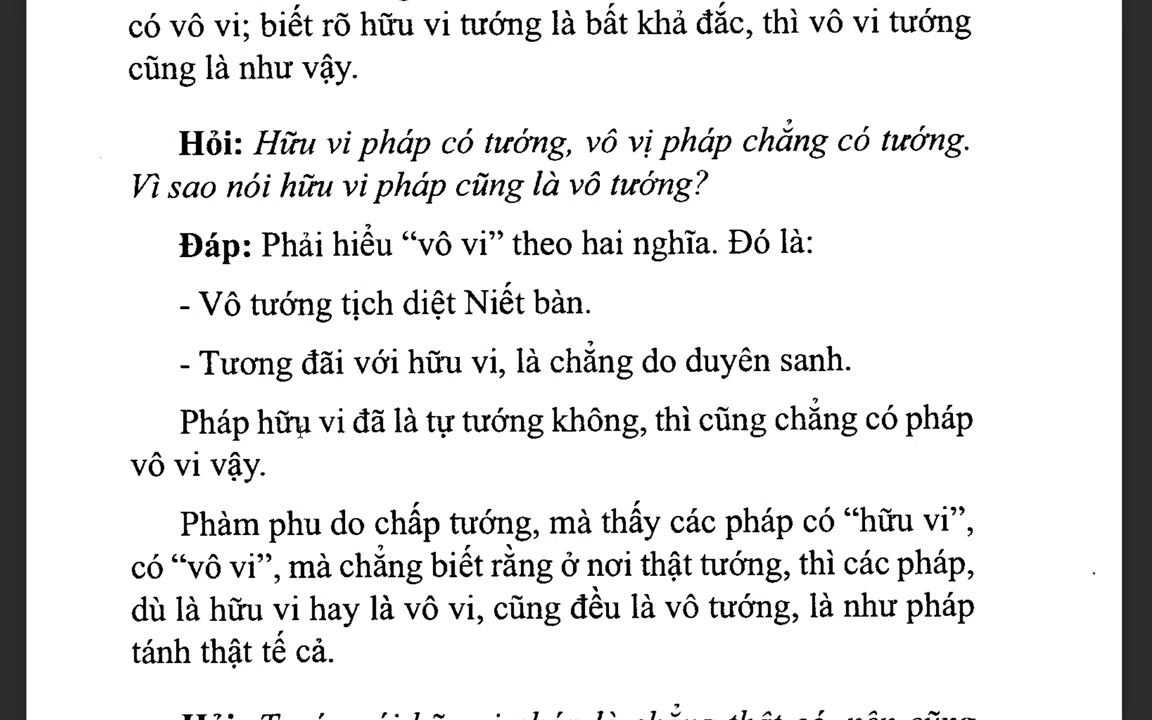 có vô vi; biết rõ hữu vi tướng là bất khả đắc, thì vô vi tướng
cũng là như vậy.
Hỏi: Hữu vi pháp có tướng, vô vị pháp chẳng có tướng.
Vì sao nói hữu vi pháp cũng là vô tướng?
Đáp: Phải hiểu “vô vi” theo hai nghĩa. Đó là:
- Vô tướng tịch diệt Niết bàn.
- Tương đãi với hữu vi, là chẳng do duyên sanh.
Pháp hữu vi đã là tự tướng không, thì cũng chẳng có pháp
vô vi vậy.
Phàm phu do chấp tướng, mà thấy các pháp có “hữu vi”,
có “vô vi”, mà chẳng biết rằng ở nơi thật tướng, thì các pháp,
dù là hữu vi hay là vô vi, cũng đều là vô tướng, là như pháp
tánh thật tế cả.